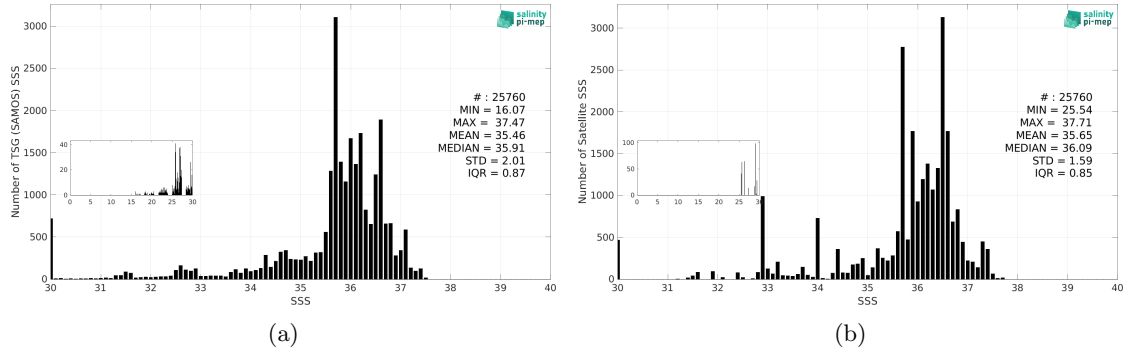 3000
2500
2000
1500
1000
500
0
Number of TSG (SAMOS) SSS
salinity
pi-mep
# : 25760
MIN = 16.07
MAX = 37.47
MEAN = 35.46
MEDIAN = 35.91
STD = 2.01
IQR = 0.87
40
20
0
0 5 10 15 20 25 30
30 31 32 33 34 35 36 37 38 39 40
SSS
(a)
3000
2500
2000
1500
1000
500
0
Number of Satellite SSS
salinity
pi-mep
# : 25760
MIN = 25.54
MAX = 37.71
MEAN = 35.65
MEDIAN = 36.09
STD = 1.59
IQR = 0.85
100
50
0
0 5 10 15 20 25 30
30 31 32 33 34 35 36 37 38 39 40
SSS
(b)